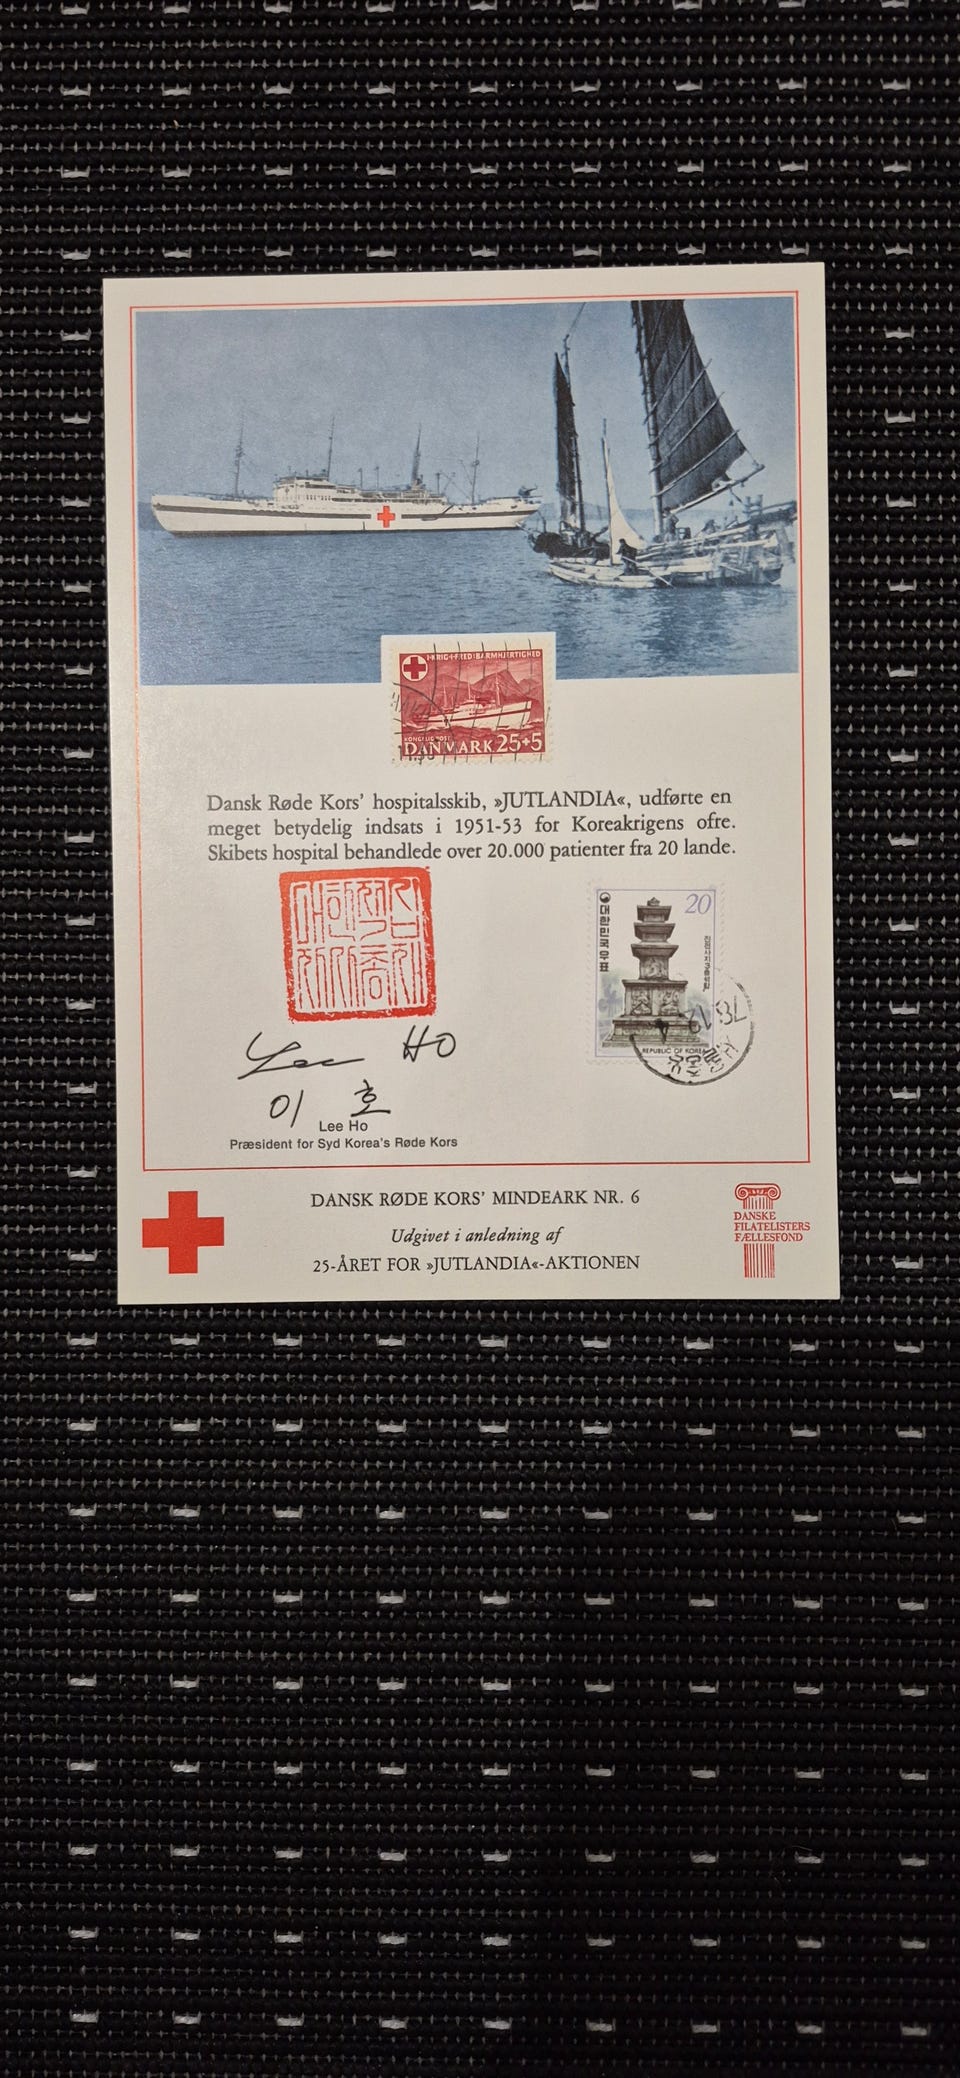 I·KRIG·I·FRED·BARMHJERTIGHED
KONGELIG POST
DANMARK 25+5
Dansk Røde Kors' hospitalsskib, »JUTLANDIA«, udførte en
meget betydelig indsats i 1951-53 for Koreakrigens ofre.
Skibets hospital behandlede over 20.000 patienter fra 20 lande.
대한민국우표
20
REPUBLIC OF KOREA
Lee Ho
이 호
Lee Ho
Præsident for Syd Korea's Røde Kors
DANSK RØDE KORS' MINDEARK NR. 6
Udgivet i anledning af
25-ÅRET FOR »JUTLANDIA«-AKTIONEN
DANSKE
FILATELISTERS
FÆLLESFOND